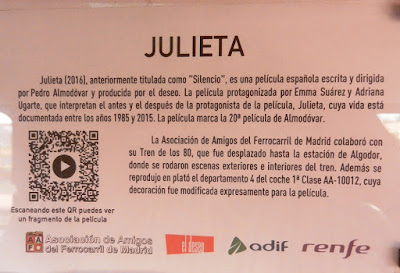 JULIETA
Julieta (2016), anteriormente titulada como "Silencio", es una película española escrita y dirigida
por Pedro Almodóvar y producida por el deseo. La película protagonizada por Emma Suárez y Adriana
Ugarte, que interpretan el antes y el después de la protagonista de la película, Julieta, cuya vida está
documentada entre los años 1985 y 2015. La película marca la 20ª película de Almodóvar.
La Asociación de Amigos del Ferrocarril de Madrid colaboró con
su Tren de los 80, que fue desplazado hasta la estación de Algodor,
donde se rodaron escenas exteriores e interiores del tren. Además se
reprodujo en plató el departamento 4 del coche 1ª Clase AA-10012, cuya
decoración fue modificada expresamente para la película.
Escaneando este QR puedes ver
un fragmento de la película
Asociación de Amigos
del Ferrocarril de Madrid
el deseo
adif
renfe